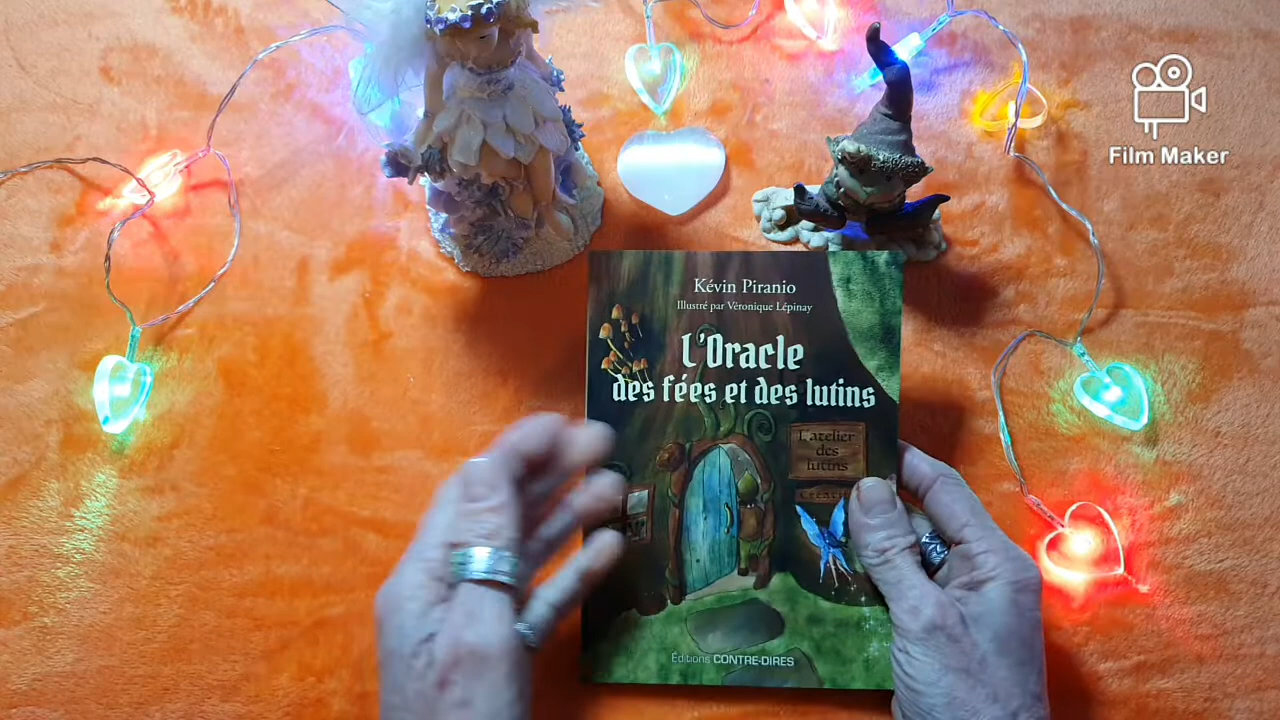 Film Maker
Kévin Piranio
Illustré par Véronique Lépinay
L'Oracle
des fées et des lutins
L'atelier
des
lutins
Éditions CONTRE-DIRES